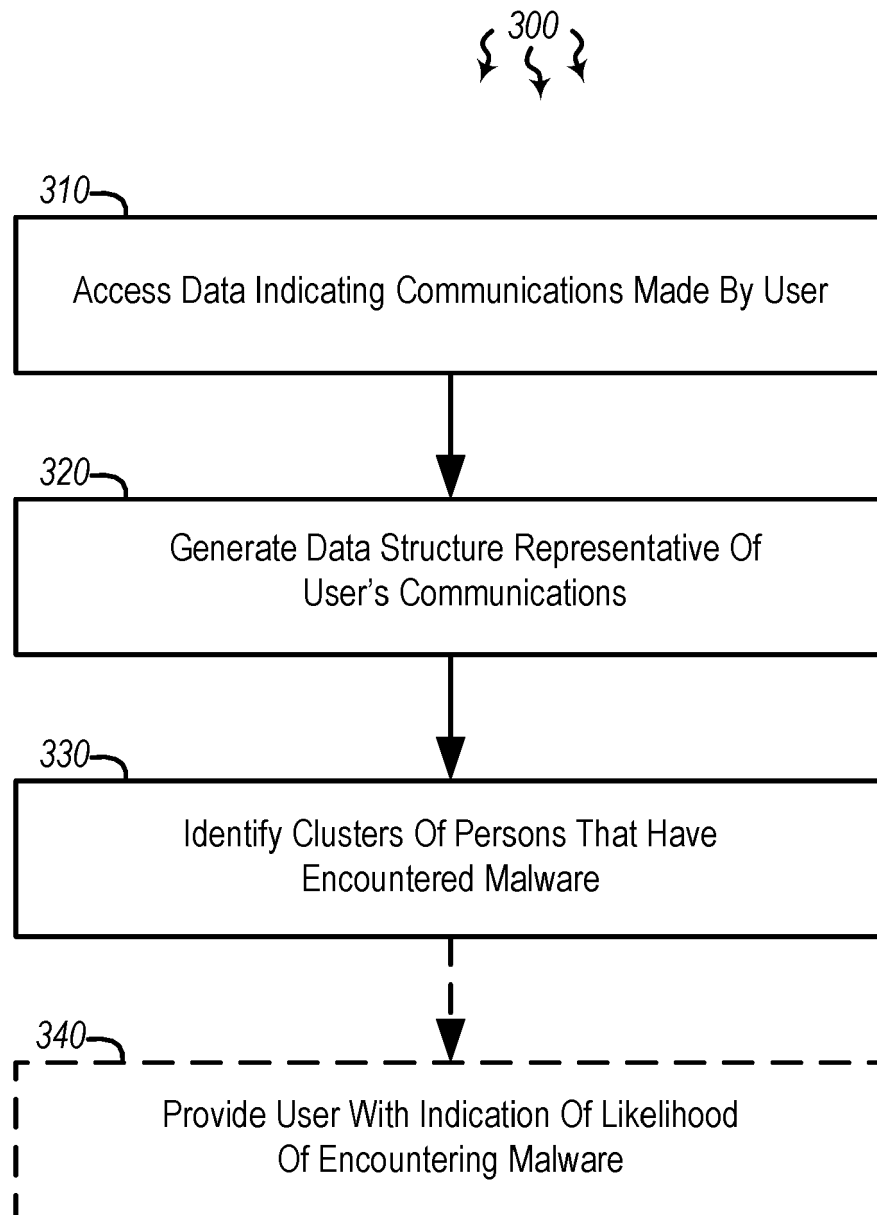 300
310
Access Data Indicating Communications Made By User
320
Generate Data Structure Representative Of
User's Communications
330
Identify Clusters Of Persons That Have
Encountered Malware
340
Provide User With Indication Of Likelihood
Of Encountering Malware